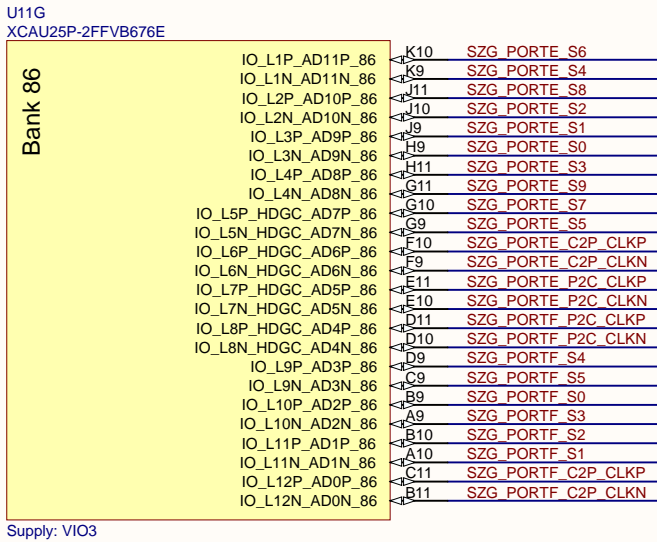 U11G
XCAU25P-2FFVB676E
Bank 86
IO_L1P_AD11P_86 K10 SZG_PORTE_S6
IO_L1N_AD11N_86 K9 SZG_PORTE_S4
IO_L2P_AD10P_86 J11 SZG_PORTE_S8
IO_L2N_AD10N_86 J10 SZG_PORTE_S2
IO_L3P_AD9P_86 J9 SZG_PORTE_S1
IO_L3N_AD9N_86 H9 SZG_PORTE_S0
IO_L4P_AD8P_86 H11 SZG_PORTE_S3
IO_L4N_AD8N_86 G11 SZG_PORTE_S9
IO_L5P_HDGC_AD7P_86 G10 SZG_PORTE_S7
IO_L5N_HDGC_AD7N_86 G9 SZG_PORTE_S5
IO_L6P_HDGC_AD6P_86 F10 SZG_PORTE_C2P_CLKP
IO_L6N_HDGC_AD6N_86 F9 SZG_PORTE_C2P_CLKN
IO_L7P_HDGC_AD5P_86 E11 SZG_PORTE_P2C_CLKP
IO_L7N_HDGC_AD5N_86 E10 SZG_PORTE_P2C_CLKN
IO_L8P_HDGC_AD4P_86 D11 SZG_PORTF_P2C_CLKP
IO_L8N_HDGC_AD4N_86 D10 SZG_PORTF_P2C_CLKN
IO_L9P_AD3P_86 D9 SZG_PORTF_S4
IO_L9N_AD3N_86 C9 SZG_PORTF_S5
IO_L10P_AD2P_86 B9 SZG_PORTF_S0
IO_L10N_AD2N_86 A9 SZG_PORTF_S3
IO_L11P_AD1P_86 B10 SZG_PORTF_S2
IO_L11N_AD1N_86 A10 SZG_PORTF_S1
IO_L12P_AD0P_86 C11 SZG_PORTF_C2P_CLKP
IO_L12N_AD0N_86 B11 SZG_PORTF_C2P_CLKN
Supply: VIO3